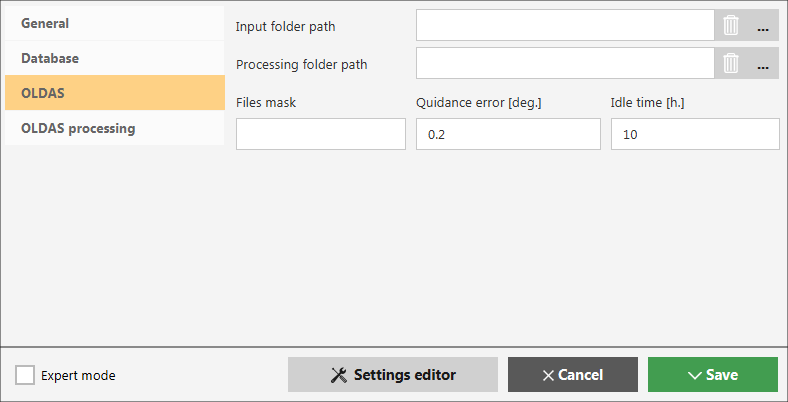 General
Database
OLDAS
OLDAS processing
Input folder path
...
Processing folder path
...
Files mask
Quidance error [deg.]
Idle time [h.]
0.2
10
Expert mode
Settings editor
Cancel
Save